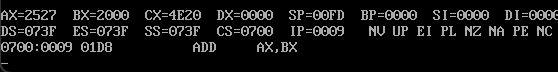 AX=2527 BX=2000 CX=4E20 DX=0000 SP=00FD BP=0000 SI=0000 DI=0000
DS=073F ES=073F SS=073F CS=0700 IP=0009 NV UP EI PL NZ NA PE NC
0700:0009 01D8 ADD AX,BX
_